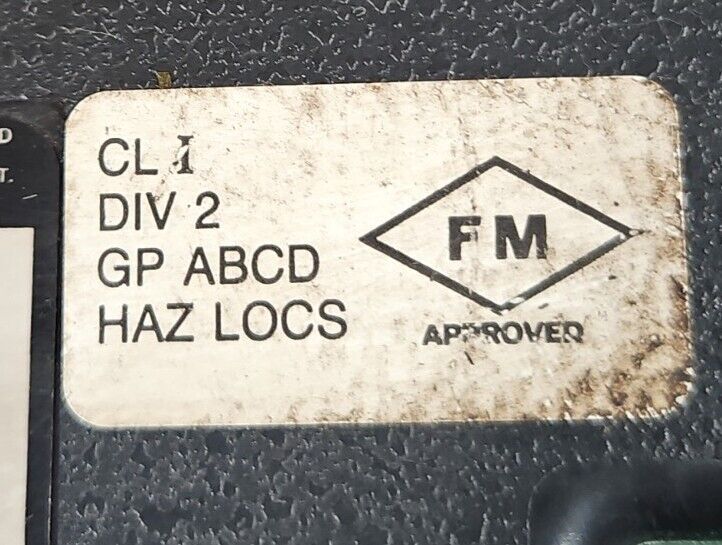 D
T.
CL I
DIV 2
GP ABCD
HAZ LOCS
FM
APPROVED